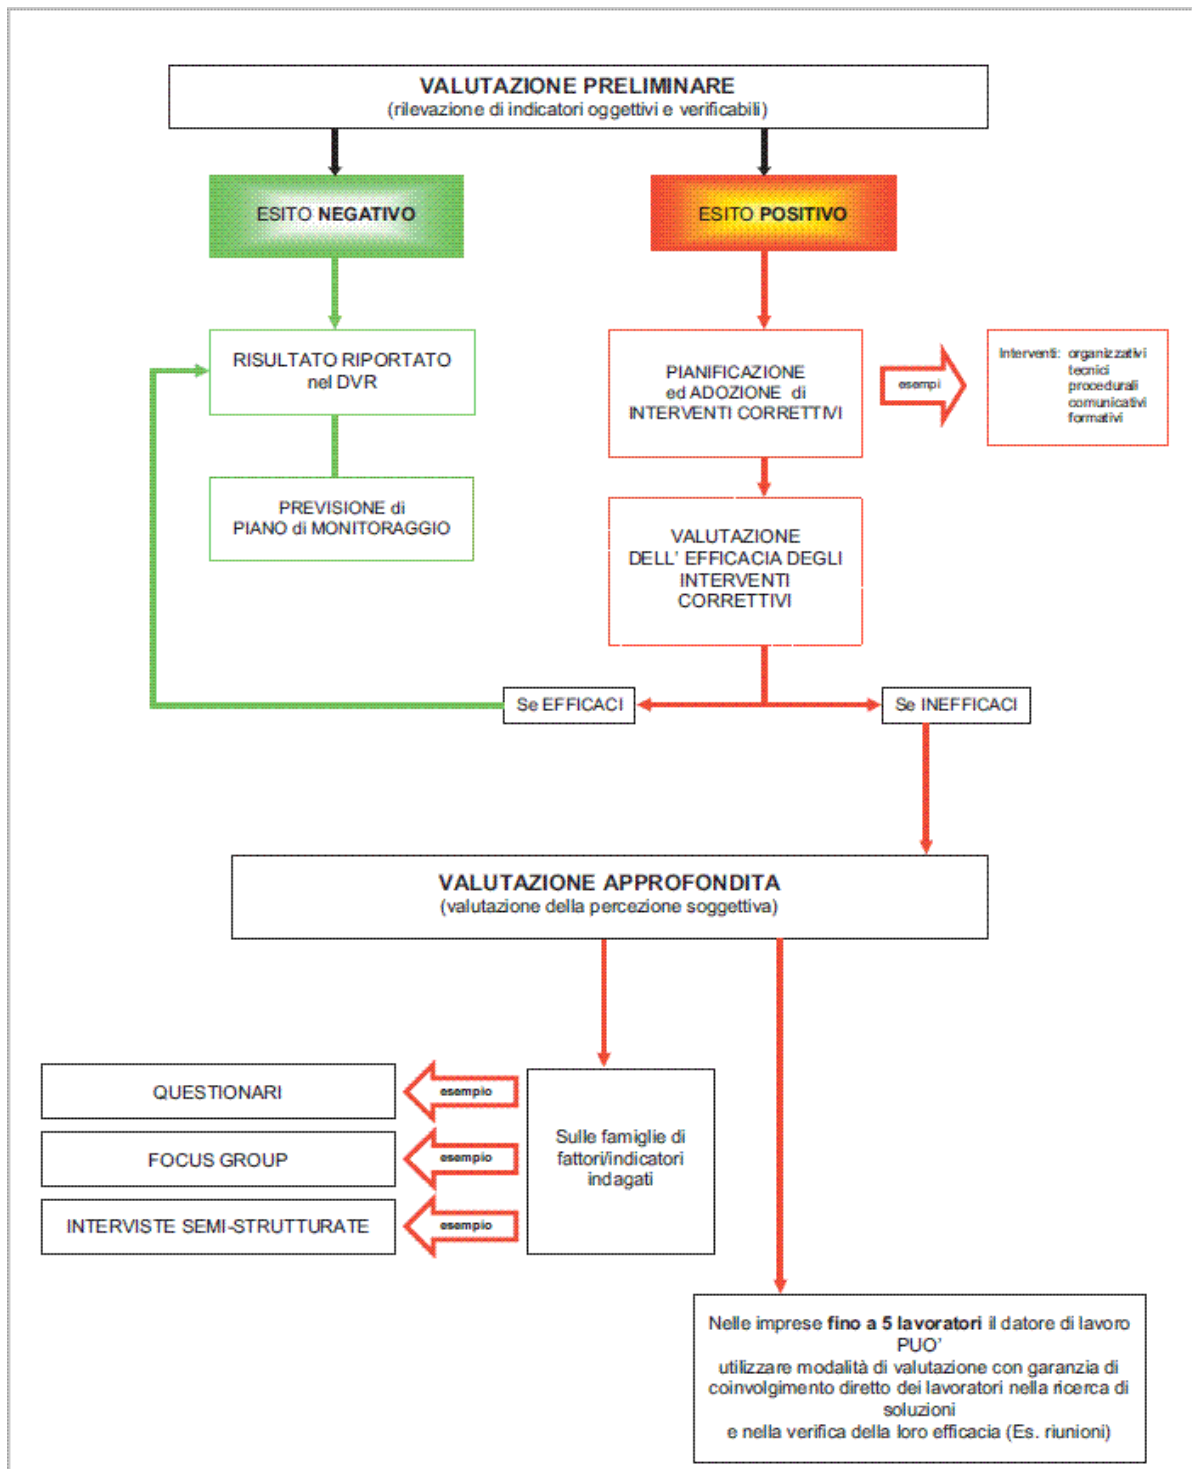 VALUTAZIONE PRELIMINARE
(rilevazione di indicatori oggettivi e verificabili)
ESITO NEGATIVO
ESITO POSITIVO
RISULTATO RIPORTATO
nel DVR
PIANIFICAZIONE
ed ADOZIONE di
INTERVENTI CORRETTIVI
esempi
Interventi: organizzativi
tecnici
procedurali
comunicativi
formativi
PREVISIONE di
PIANO di MONITORAGGIO
VALUTAZIONE
DELL' EFFICACIA DEGLI
INTERVENTI
CORRETTIVI
Se EFFICACI
Se INEFFICACI
VALUTAZIONE APPROFONDITA
(valutazione della percezione soggettiva)
QUESTIONARI
esempio
FOCUS GROUP
esempio
INTERVISTE SEMI-STRUTTURATE
esempio
Sulle famiglie di
fattori/indicatori
indagati
Nelle imprese fino a 5 lavoratori il datore di lavoro
PUO'
utilizzare modalità di valutazione con garanzia di
coinvolgimento diretto dei lavoratori nella ricerca di
soluzioni
e nella verifica della loro efficacia (Es. riunioni)